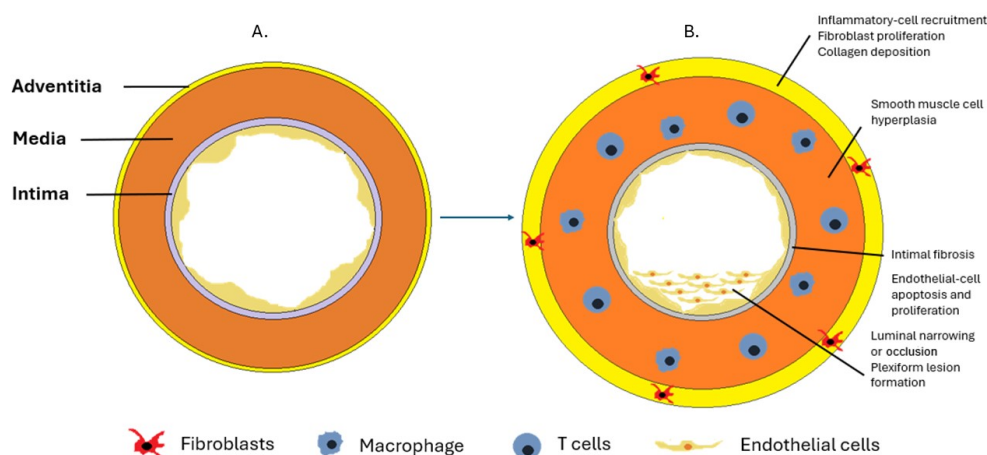 A.
B.
Adventitia
Media
Intima
Inflammatory-cell recruitment
Fibroblast proliferation
Collagen deposition
Smooth muscle cell
hyperplasia
Intimal fibrosis
Endothelial-cell
apoptosis and
proliferation
Luminal narrowing
or occlusion
Plexiform lesion
formation
Fibroblasts
Macrophage
T cells
Endothelial cells